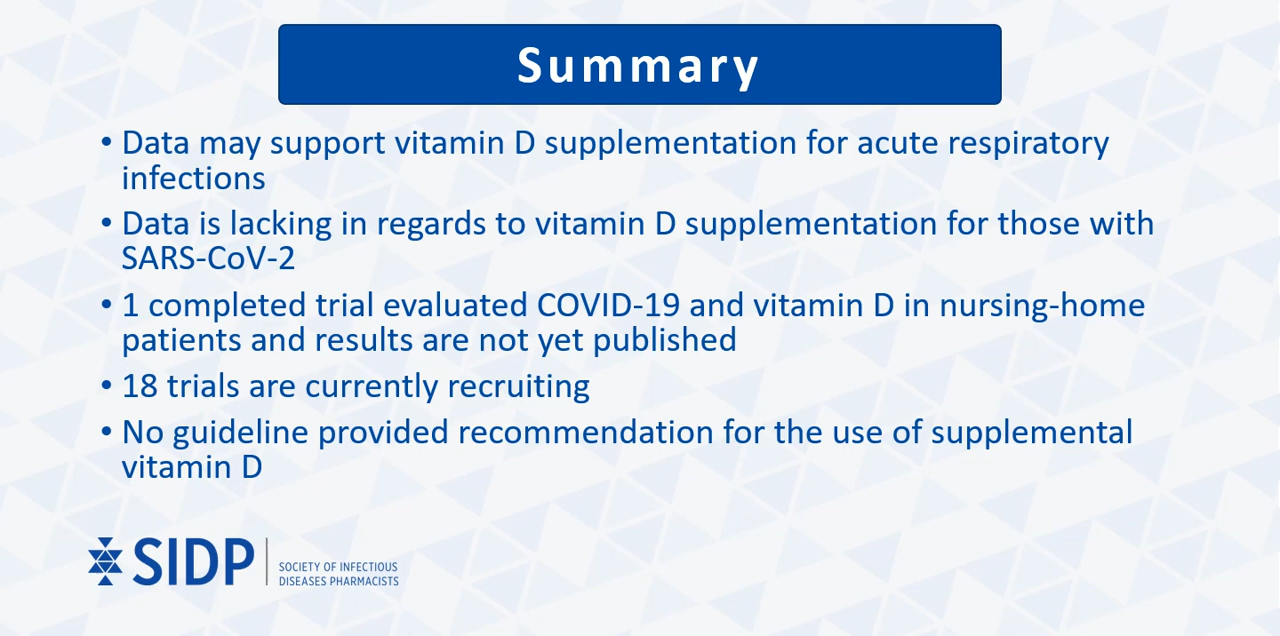 Summary
• Data may support vitamin D supplementation for acute respiratory
infections
• Data is lacking in regards to vitamin D supplementation for those with
SARS-CoV-2
• 1 completed trial evaluated COVID-19 and vitamin D in nursing-home
patients and results are not yet published
• 18 trials are currently recruiting
• No guideline provided recommendation for the use of supplemental
vitamin D
SIDP
SOCIETY OF INFECTIOUS
DISEASES PHARMACISTS